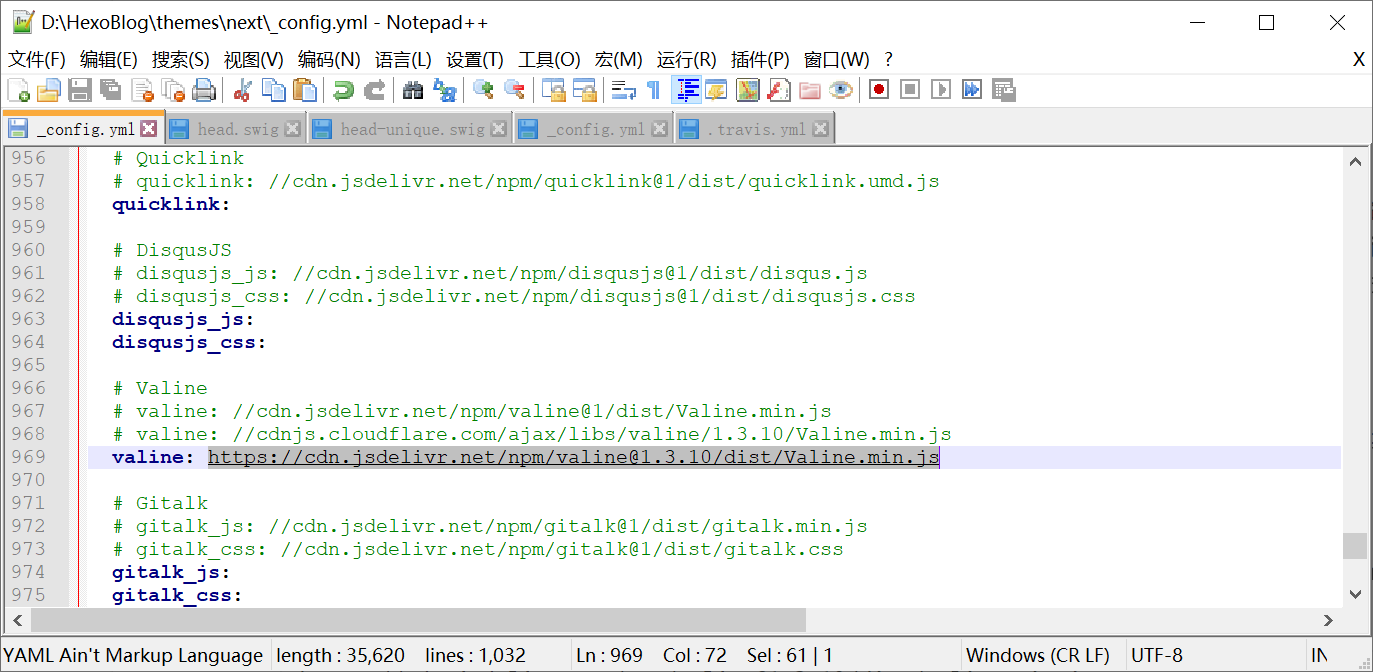 D:\HexoBlog\themes\next\_config.yml - Notepad++
文件(F) 编辑(E) 搜索(S) 视图(V) 编码(N) 语言(L) 设置(T) 工具(O) 宏(M) 运行(R) 插件(P) 窗口(W) ? X
_config.yml head.swig head-unique.swig _config.yml .travis.yml
956 # Quicklink
957 # quicklink: //cdn.jsdelivr.net/npm/quicklink@1/dist/quicklink.umd.js
958 quicklink:
959
960 # DisqusJS
961 # disqusjs_js: //cdn.jsdelivr.net/npm/disqusjs@1/dist/disqus.js
962 # disqusjs_css: //cdn.jsdelivr.net/npm/disqusjs@1/dist/disqusjs.css
963 disqusjs_js:
964 disqusjs_css:
965
966 # Valine
967 # valine: //cdn.jsdelivr.net/npm/valine@1/dist/Valine.min.js
968 # valine: //cdnjs.cloudflare.com/ajax/libs/valine/1.3.10/Valine.min.js
969 valine: https://cdn.jsdelivr.net/npm/valine@1.3.10/dist/Valine.min.js
970
971 # Gitalk
972 # gitalk_js: //cdn.jsdelivr.net/npm/gitalk@1/dist/gitalk.min.js
973 # gitalk_css: //cdn.jsdelivr.net/npm/gitalk@1/dist/gitalk.css
974 gitalk_js:
975 gitalk_css:
YAML Ain't Markup Language length : 35,620 lines : 1,032 Ln : 969 Col : 72 Sel : 61 | 1 Windows (CR LF) UTF-8 IN